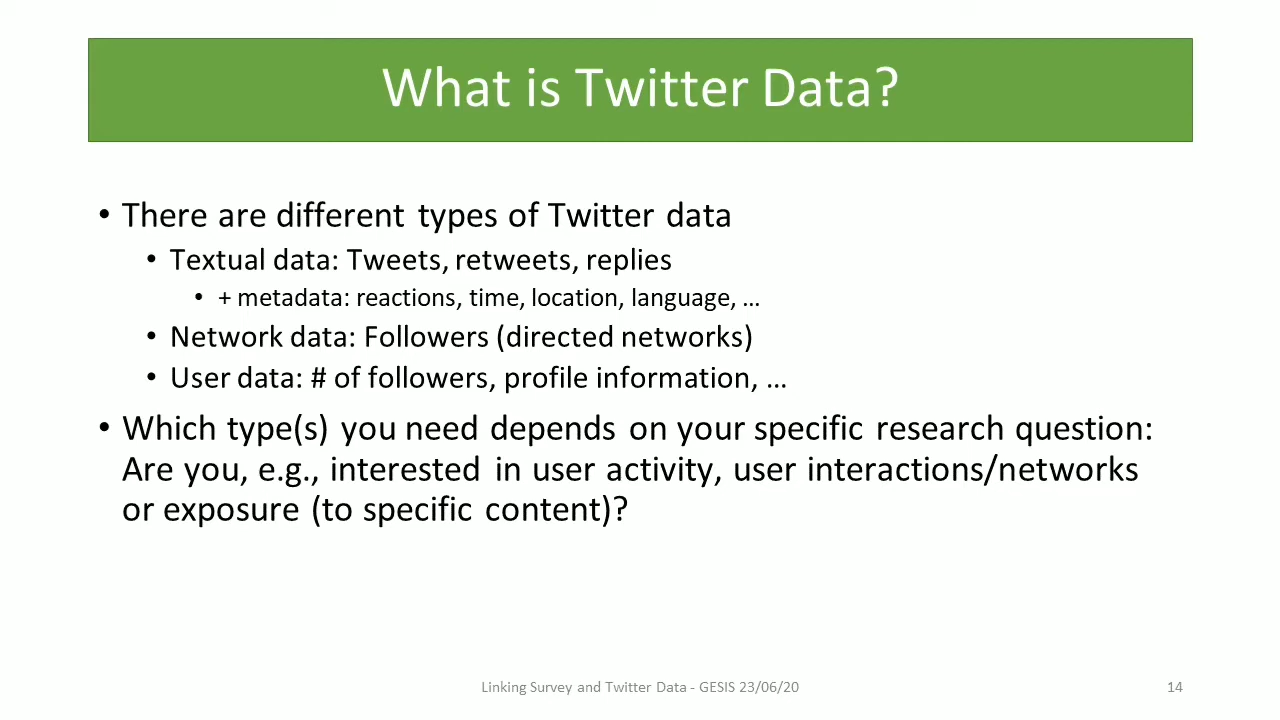 What is Twitter Data?
• There are different types of Twitter data
• Textual data: Tweets, retweets, replies
• + metadata: reactions, time, location, language, …
• Network data: Followers (directed networks)
• User data: # of followers, profile information, …
• Which type(s) you need depends on your specific research question:
Are you, e.g., interested in user activity, user interactions/networks
or exposure (to specific content)?
Linking Survey and Twitter Data - GESIS 23/06/20
14